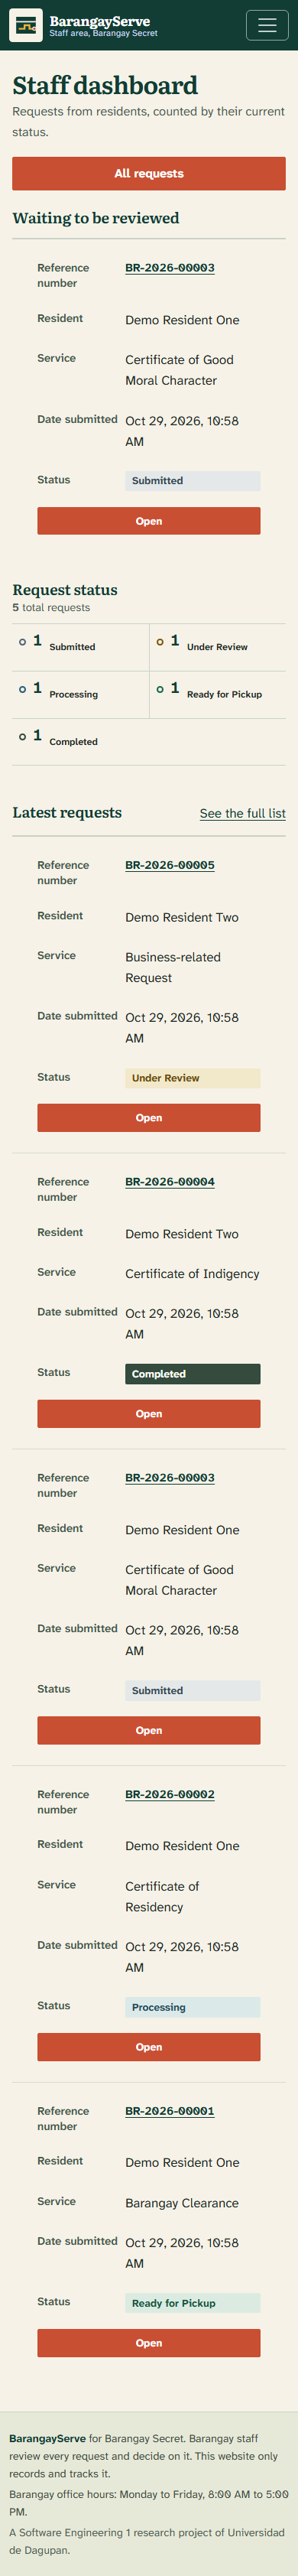 BarangayServe
Staff area, Barangay Secret
Staff dashboard
Requests from residents, counted by their current
status.
All requests
Waiting to be reviewed
Reference
number
BR-2026-00003
Resident
Demo Resident One
Service
Certificate of Good
Moral Character
Date submitted
Oct 29, 2026, 10:58
AM
Status
Submitted
Open
Request status
5 total requests
1 Submitted
1 Under Review
1 Processing
1 Ready for Pickup
1 Completed
Latest requests
See the full list
Reference
number
BR-2026-00005
Resident
Demo Resident Two
Service
Business-related
Request
Date submitted
Oct 29, 2026, 10:58
AM
Status
Under Review
Open
Reference
number
BR-2026-00004
Resident
Demo Resident Two
Service
Certificate of Indigency
Date submitted
Oct 29, 2026, 10:58
AM
Status
Completed
Open
Reference
number
BR-2026-00003
Resident
Demo Resident One
Service
Certificate of Good
Moral Character
Date submitted
Oct 29, 2026, 10:58
AM
Status
Submitted
Open
Reference
number
BR-2026-00002
Resident
Demo Resident One
Service
Certificate of
Residency
Date submitted
Oct 29, 2026, 10:58
AM
Status
Processing
Open
Reference
number
BR-2026-00001
Resident
Demo Resident One
Service
Barangay Clearance
Date submitted
Oct 29, 2026, 10:58
AM
Status
Ready for Pickup
Open
BarangayServe for Barangay Secret. Barangay staff
review every request and decide on it. This website only
records and tracks it.
Barangay office hours: Monday to Friday, 8:00 AM to 5:00
PM.
A Software Engineering 1 research project of Universidad
de Dagupan.